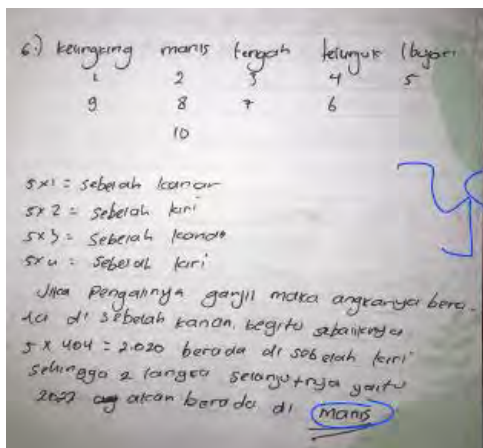 6.) kelingking manis tengah telunjuk Ibujari
1 2 3 4 5
9 8 7 6
10
5x1 = sebelah kanan
5x2 = sebelah kiri
5x3 = sebelah kanan
5x4 = sebelah kiri
Jika pengalinya ganjil maka angkanya bera-
da di sebelah kanan, begitu sebaliknya
5 x 404 = 2.020 berada di sebelah kiri
sehingga 2 langka selanjutnya yaitu
2022 akan berada di manis